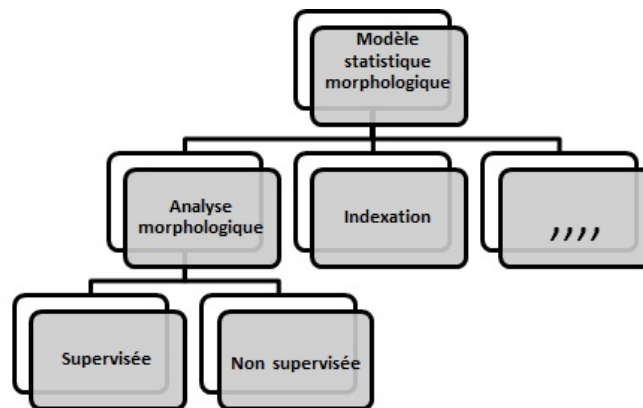 Modèle
statistique
morphologique
Analyse
morphologique
Indexation
,,,,
Supervisée
Non supervisée